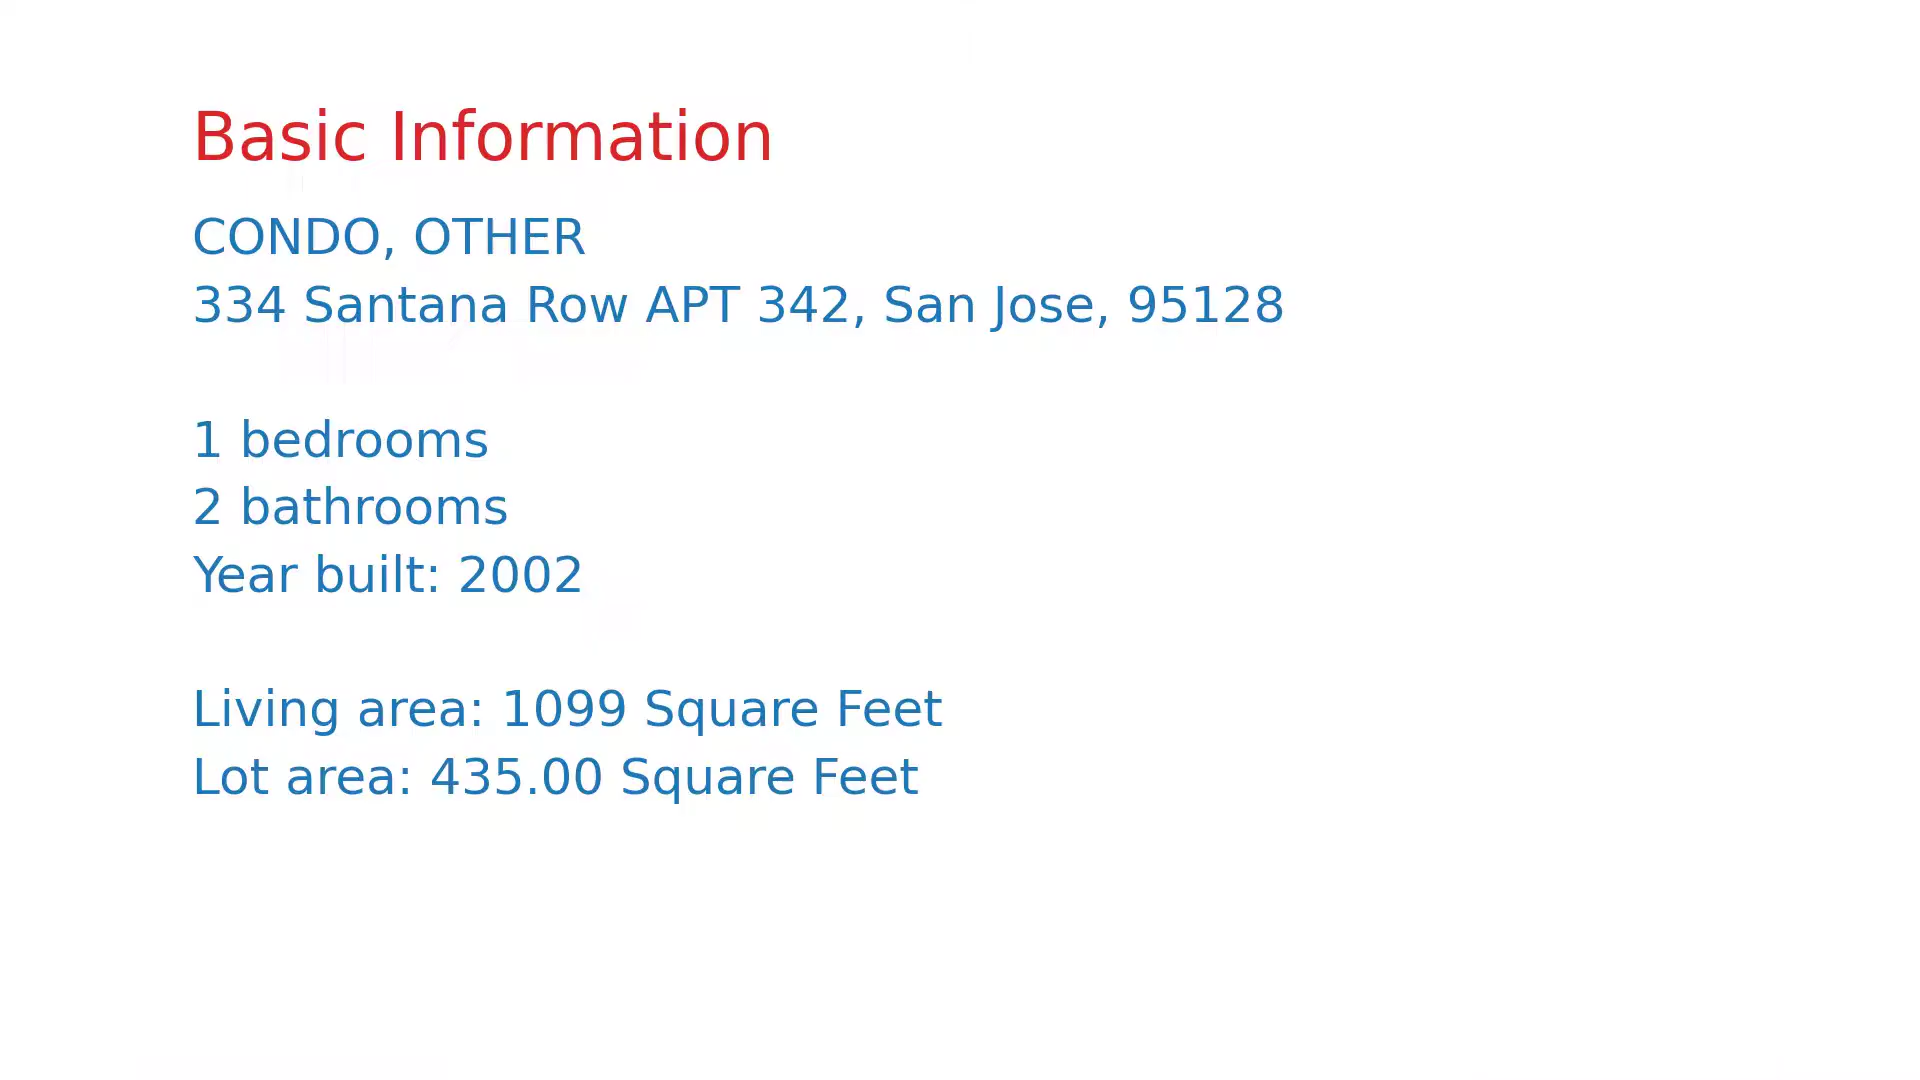 Basic Information
CONDO, OTHER
334 Santana Row APT 342, San Jose, 95128
1 bedrooms
2 bathrooms
Year built: 2002
Living area: 1099 Square Feet
Lot area: 435.00 Square Feet